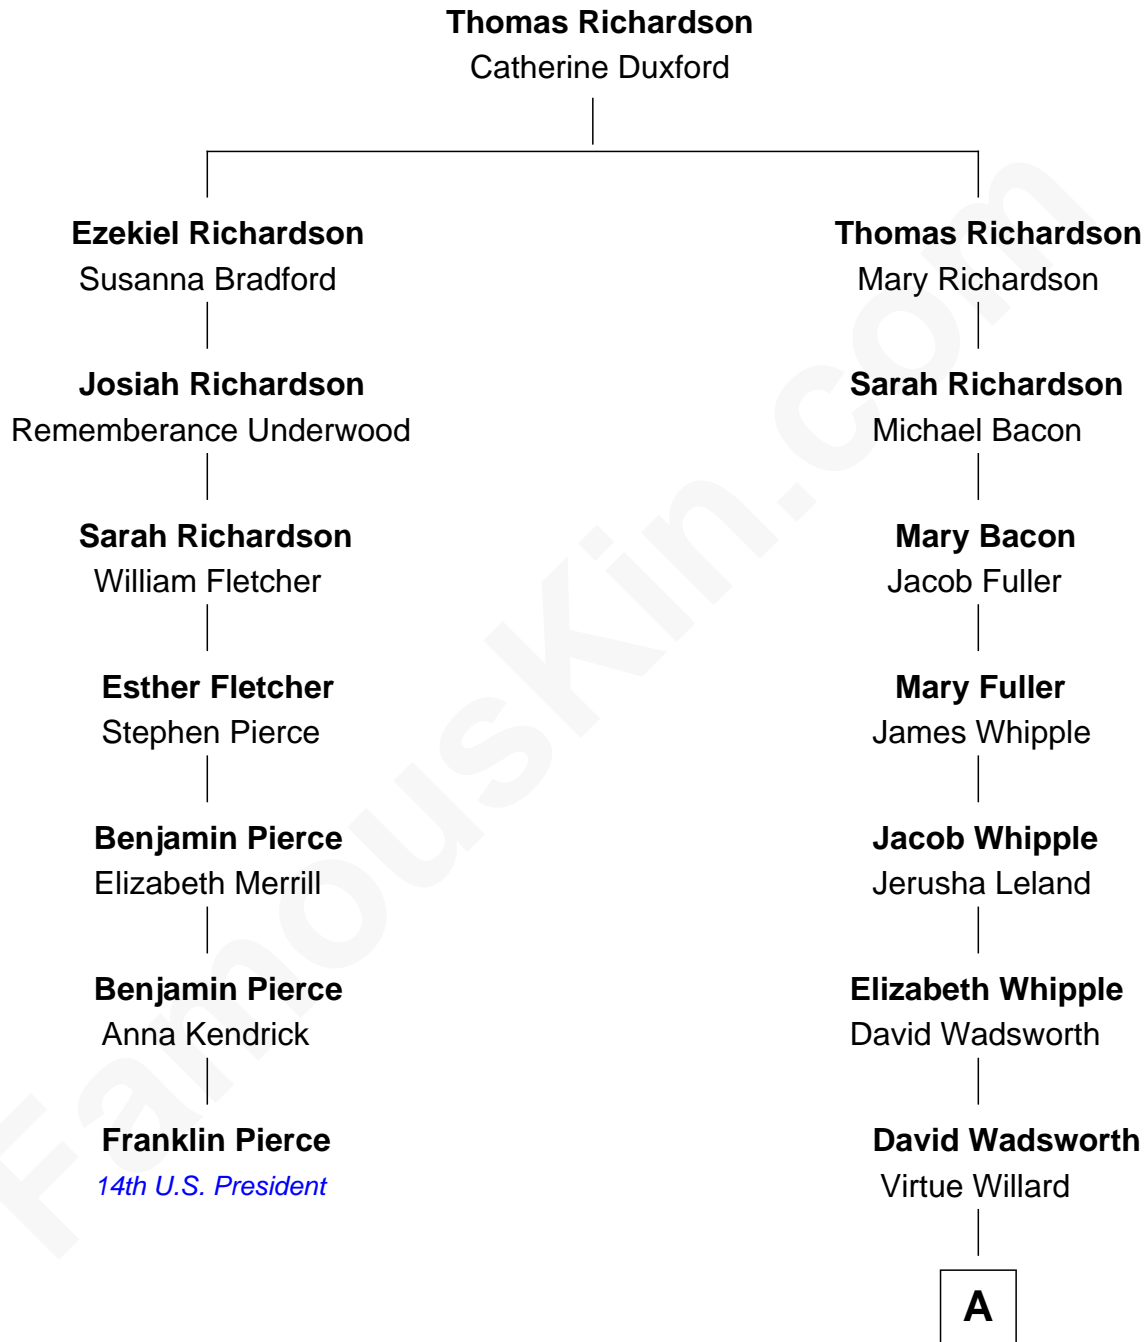 Thomas Richardson
Catherine Duxford
Ezekiel Richardson
Susanna Bradford
Thomas Richardson
Mary Richardson
Josiah Richardson
Rememberance Underwood
Sarah Richardson
Michael Bacon
Sarah Richardson
William Fletcher
Mary Bacon
Jacob Fuller
Esther Fletcher
Stephen Pierce
Mary Fuller
James Whipple
Benjamin Pierce
Elizabeth Merrill
Jacob Whipple
Jerusha Leland
Benjamin Pierce
Anna Kendrick
Elizabeth Whipple
David Wadsworth
Franklin Pierce
14th U.S. President
David Wadsworth
Virtue Willard
A
FamousKin.com